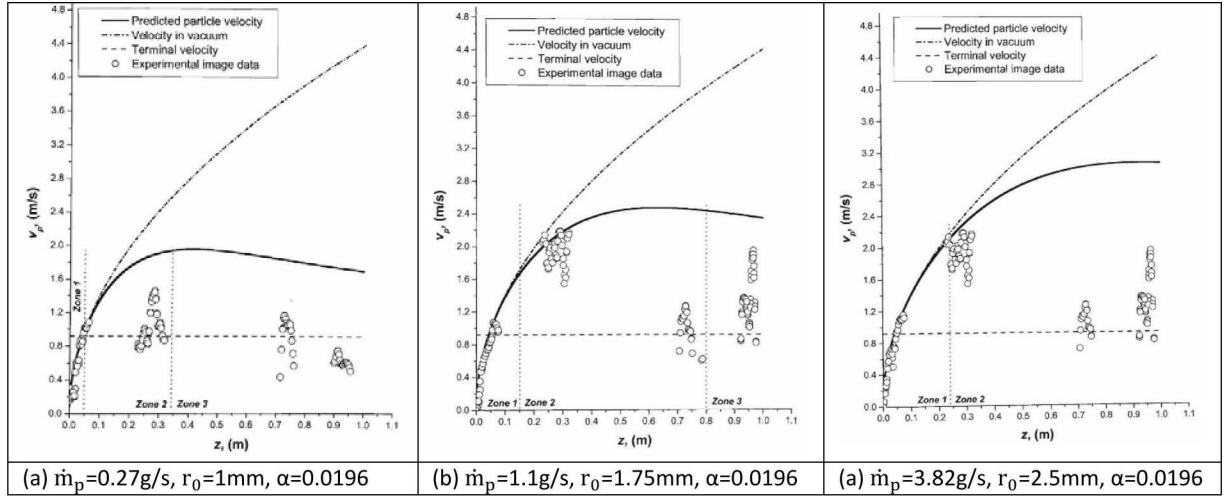 Predicted particle velocity
Velocity in vacuum
Terminal velocity
Experimental image data
4.8
4.4
4.0
3.6
3.2
2.8
2.4
2.0
1.6
1.2
0.8
0.4
0.0
v_p, (m/s)
Zone 1
Zone 2
Zone 3
0.0 0.1 0.2 0.3 0.4 0.5 0.6 0.7 0.8 0.9 1.0 1.1
z, (m)
(a) ṁp=0.27g/s, r0=1mm, α=0.0196
Predicted particle velocity
Velocity in vacuum
Terminal velocity
Experimental image data
4.8
4.4
4.0
3.6
3.2
2.8
2.4
2.0
1.6
1.2
0.8
0.4
0.0
v_p, (m/s)
Zone 1
Zone 2
Zone 3
0.0 0.1 0.2 0.3 0.4 0.5 0.6 0.7 0.8 0.9 1.0 1.1
z, (m)
(b) ṁp=1.1g/s, r0=1.75mm, α=0.0196
Predicted particle velocity
Velocity in vacuum
Terminal velocity
Experimental image data
4.8
4.4
4.0
3.6
3.2
2.8
2.4
2.0
1.6
1.2
0.8
0.4
0.0
v_p, (m/s)
Zone 1
Zone 2
0.0 0.1 0.2 0.3 0.4 0.5 0.6 0.7 0.8 0.9 1.0 1.1
z, (m)
(a) ṁp=3.82g/s, r0=2.5mm, α=0.0196